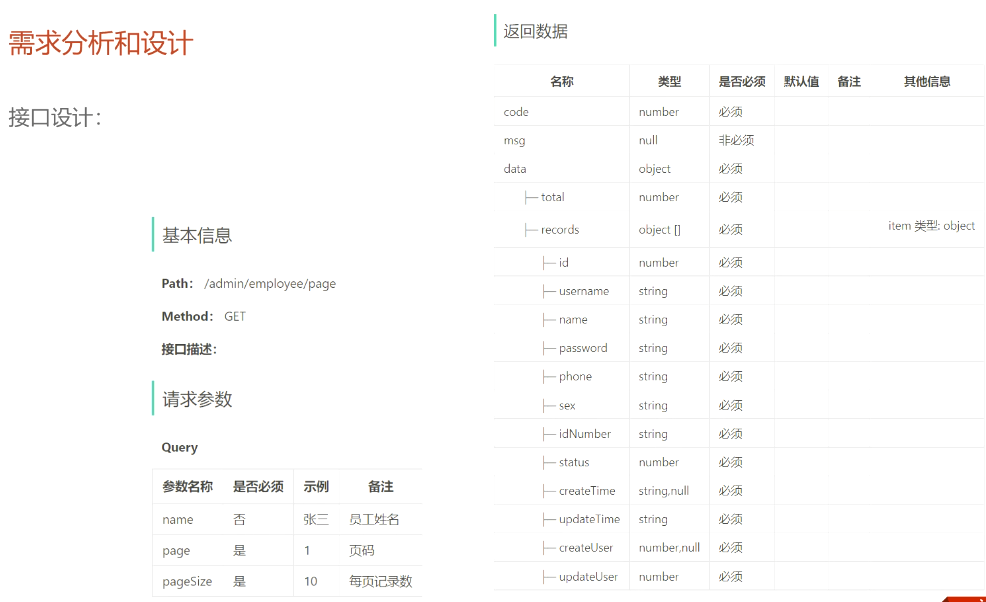 需求分析和设计
接口设计：
基本信息
Path： /admin/employee/page
Method： GET
接口描述：
请求参数
Query
参数名称 是否必须 示例 备注
name 否 张三 员工姓名
page 是 1 页码
pageSize 是 10 每页记录数
返回数据
名称 类型 是否必须 默认值 备注 其他信息
code number 必须
msg null 非必须
data object 必须
├─ total number 必须
├─ records object [] 必须 item 类型: object
├─ id number 必须
├─ username string 必须
├─ name string 必须
├─ password string 必须
├─ phone string 必须
├─ sex string 必须
├─ idNumber string 必须
├─ status number 必须
├─ createTime string,null 必须
├─ updateTime string 必须
├─ createUser number,null 必须
├─ updateUser number 必须